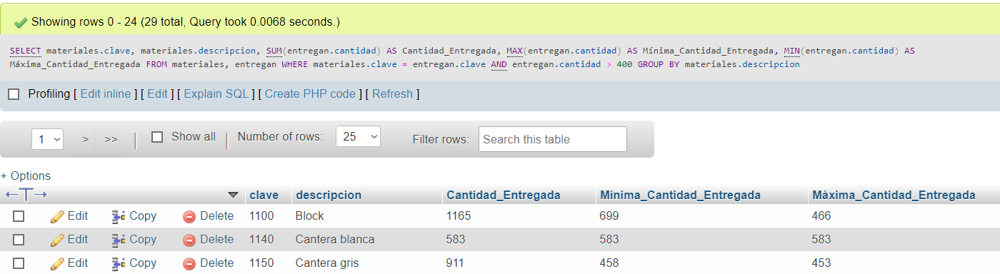 Showing rows 0 - 24 (29 total, Query took 0.0068 seconds.)
SELECT materiales.clave, materiales.descripcion, SUM(entregan.cantidad) AS Cantidad_Entregada, MAX(entregan.cantidad) AS Mínima_Cantidad_Entregada, MIN(entregan.cantidad) AS
Máxima_Cantidad_Entregada FROM materiales, entregan WHERE materiales.clave = entregan.clave AND entregan.cantidad > 400 GROUP BY materiales.descripcion
Profiling [ Edit inline ] [ Edit ] [ Explain SQL ] [ Create PHP code ] [ Refresh ]
1 > >> Show all Number of rows: 25 Filter rows: Search this table
+ Options
clave descripcion Cantidad_Entregada Mínima_Cantidad_Entregada Máxima_Cantidad_Entregada
Edit Copy Delete 1100 Block 1165 699 466
Edit Copy Delete 1140 Cantera blanca 583 583 583
Edit Copy Delete 1150 Cantera gris 911 458 453